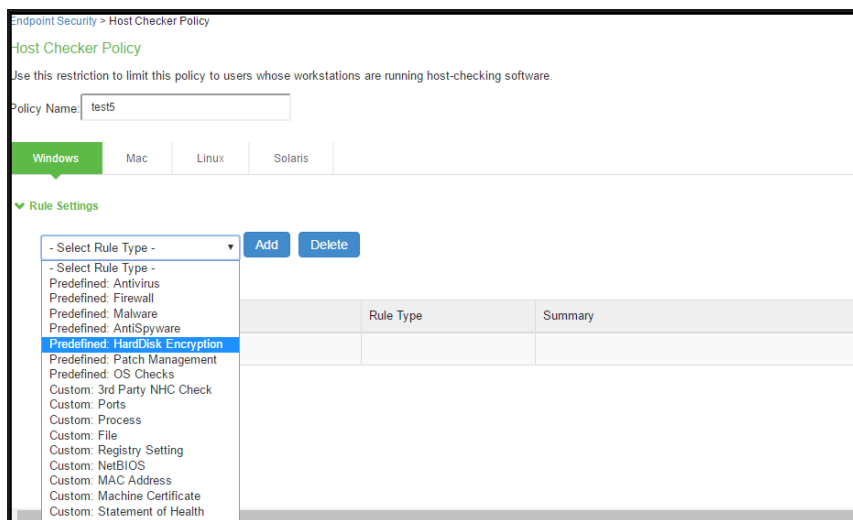 Endpoint Security > Host Checker Policy
Host Checker Policy
Use this restriction to limit this policy to users whose workstations are running host-checking software.
Policy Name: test5
Windows Mac Linux Solaris
Rule Settings
- Select Rule Type - Add Delete
- Select Rule Type -
Predefined: Antivirus
Predefined: Firewall
Predefined: Malware
Predefined: AntiSpyware
Predefined: HardDisk Encryption
Predefined: Patch Management
Predefined: OS Checks
Custom: 3rd Party NHC Check
Custom: Ports
Custom: Process
Custom: File
Custom: Registry Setting
Custom: NetBIOS
Custom: MAC Address
Custom: Machine Certificate
Custom: Statement of Health
Rule Type Summary